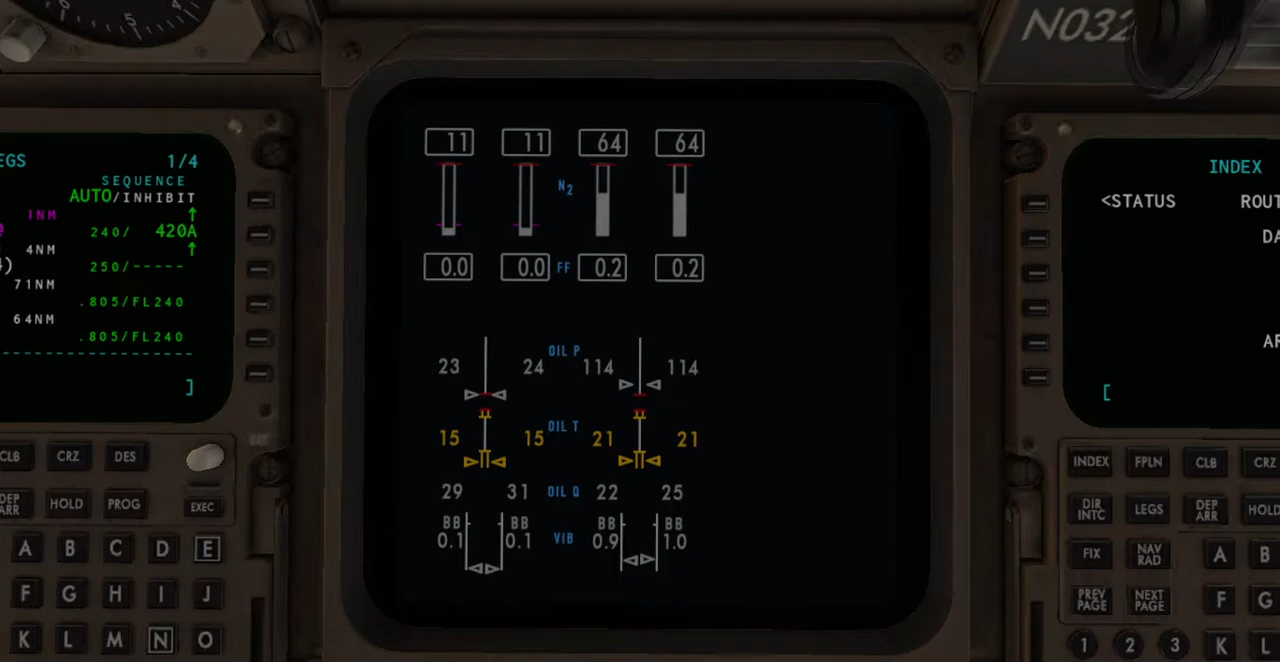 6
5
4
N032
EGS 1/4
SEQUENCE
AUTO/INHIBIT
1NM
240/ 420A
4NM
250/-----
71NM
.805/FL240
64NM
.805/FL240
-----------------
]
CLB CRZ DES
DEP ARR HOLD PROG EXEC
A B C D E
F G H I J
K L M N O
11 11 64 64
N2
0.0 0.0 FF 0.2 0.2
OIL P
23 24 114 114
OIL T
15 15 21 21
29 31 OIL Q 22 25
BB BB BB BB
0.1 0.1 VIB 0.9 1.0
INDEX
<STATUS ROUT
DA
AR
[
INDEX FPLN CLB CRZ
DIR INTC LEGS DEP ARR HOLD
FIX NAV RAD A B
PREV PAGE NEXT PAGE F G
1 2 3 K L